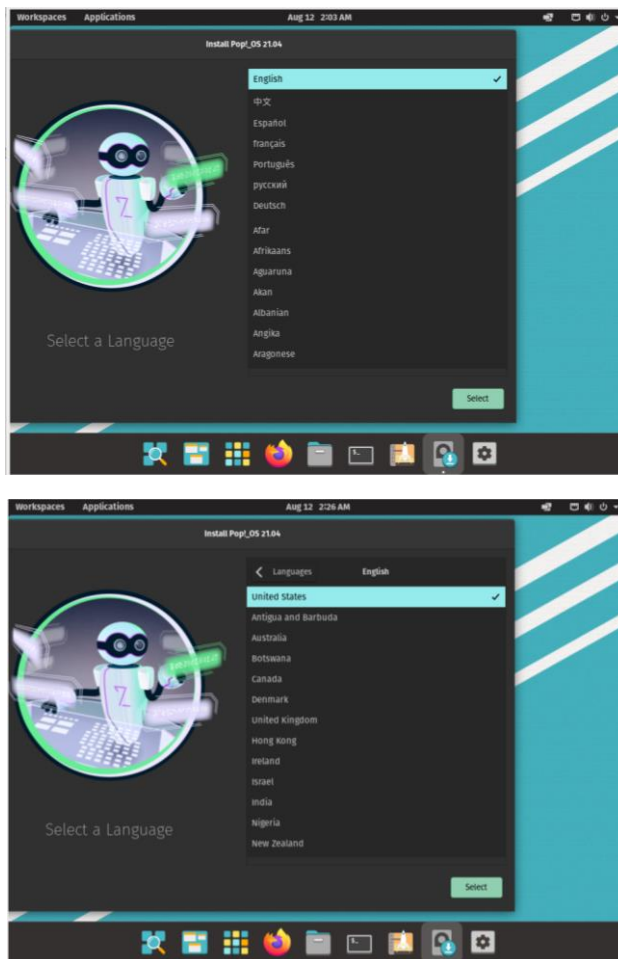 Workspaces Applications Aug 12 2:03 AM
Install Pop!_OS 21.04
English
中文
Español
français
Português
русский
Deutsch
Afar
Afrikaans
Aguaruna
Akan
Albanian
Angika
Aragonese
Select a Language
Select
Workspaces Applications Aug 12 2:26 AM
Install Pop!_OS 21.04
Languages English
United States
Antigua and Barbuda
Australia
Botswana
Canada
Denmark
United Kingdom
Hong Kong
Ireland
Israel
India
Nigeria
New Zealand
Select a Language
Select